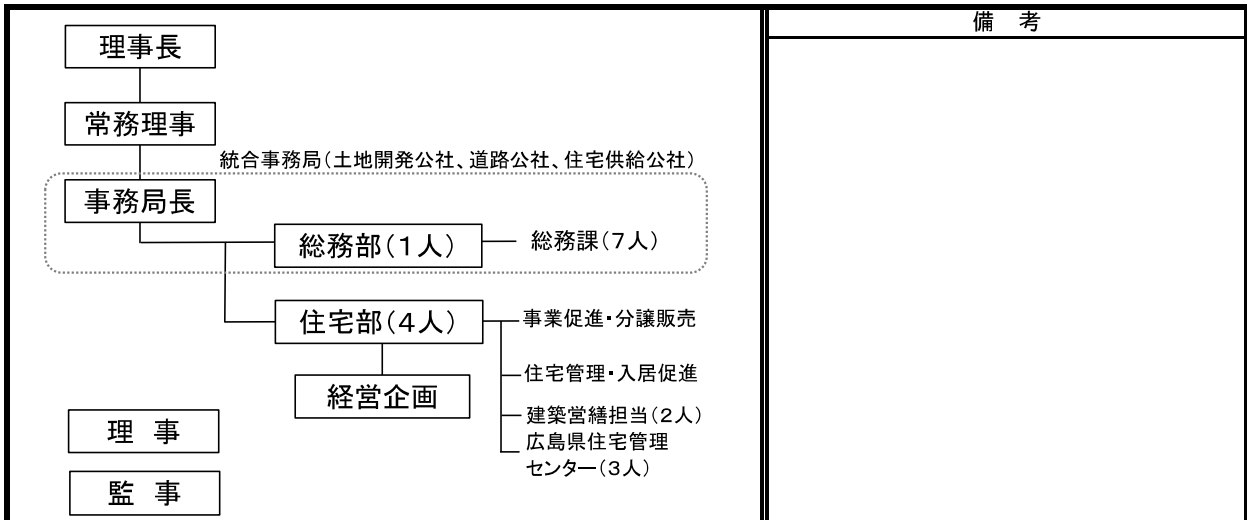 備　考
理事長
常務理事
統合事務局(土地開発公社、道路公社、住宅供給公社)
事務局長
総務部(1人)
総務課(7人)
住宅部(4人)
事業促進・分譲販売
住宅管理・入居促進
経営企画
建築営繕担当(2人)
広島県住宅管理
センター(3人)
理　事
監　事